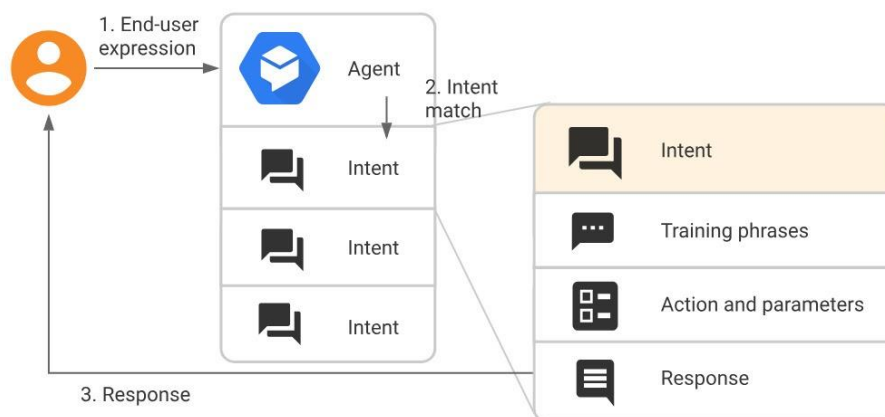 1. End-user
expression
Agent
2. Intent
match
Intent
Intent
Intent
Intent
Training phrases
Action and parameters
Response
3. Response